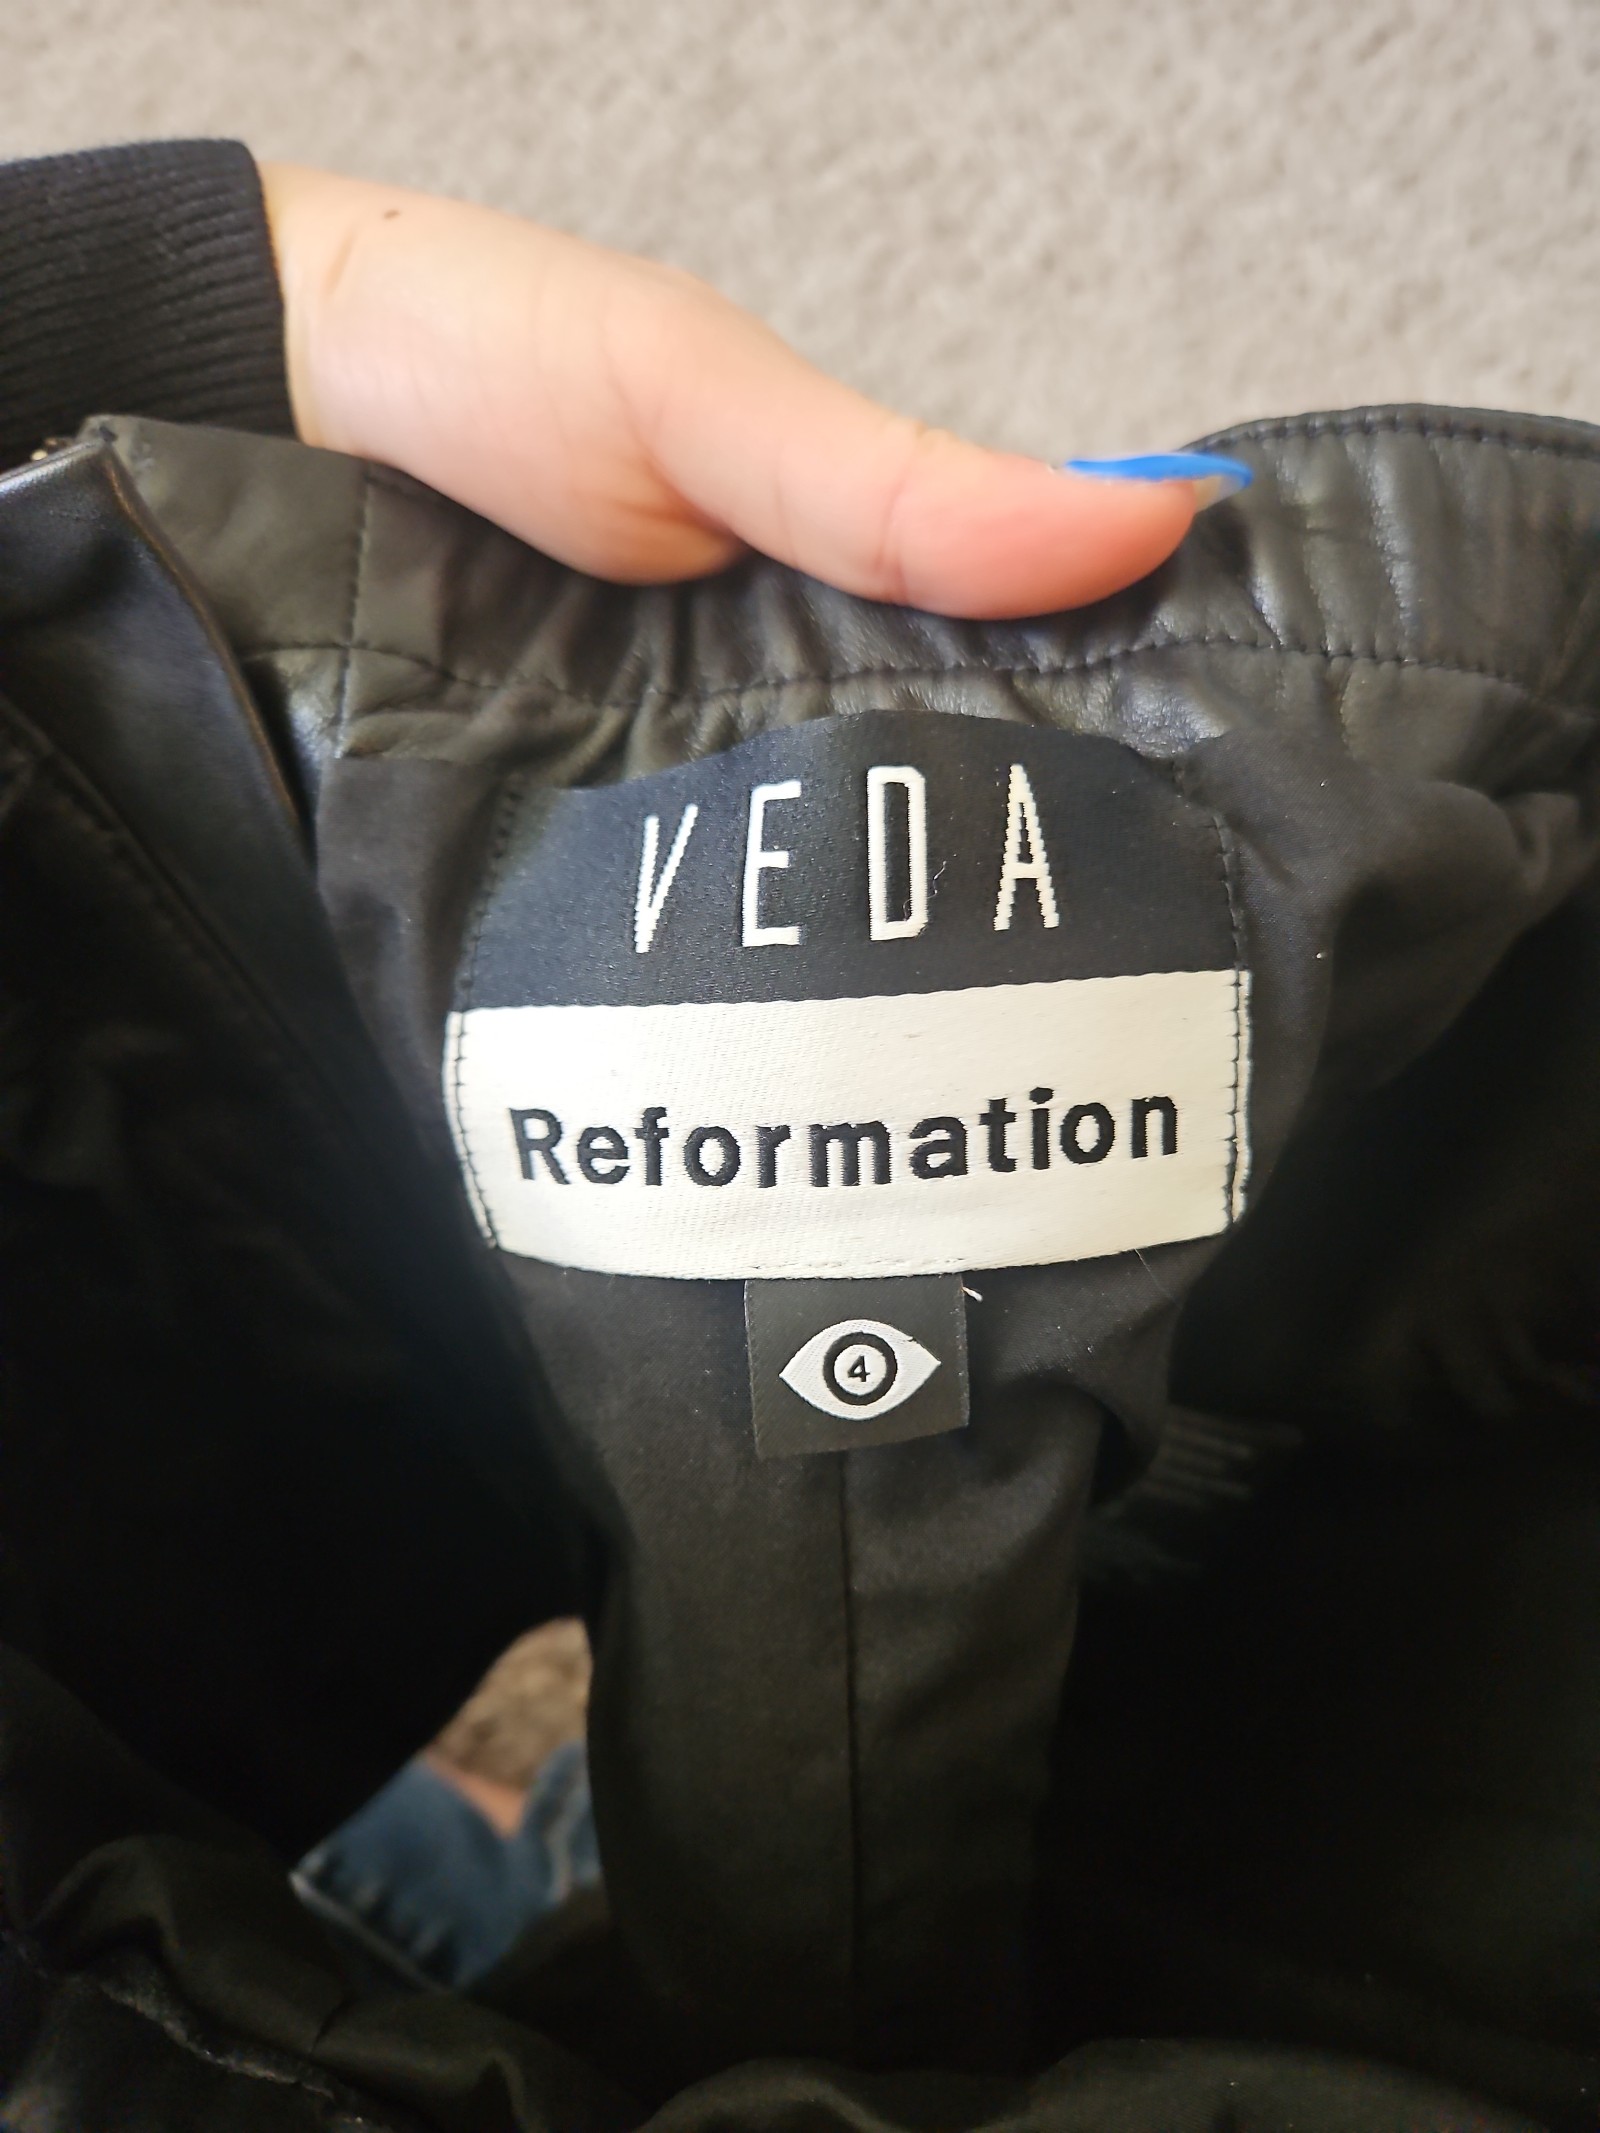 VEDA
Reformation
4